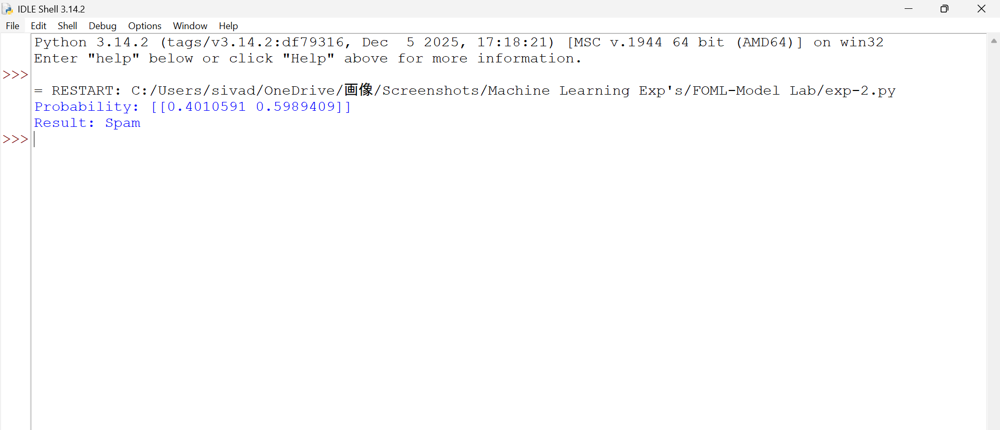 IDLE Shell 3.14.2
File Edit Shell Debug Options Window Help
Python 3.14.2 (tags/v3.14.2:df79316, Dec  5 2025, 17:18:21) [MSC v.1944 64 bit (AMD64)] on win32
Enter "help" below or click "Help" above for more information.
>>>
= RESTART: C:/Users/sivad/OneDrive/画像/Screenshots/Machine Learning Exp's/FOML-Model Lab/exp-2.py
Probability: [[0.4010591 0.5989409]]
Result: Spam
>>>